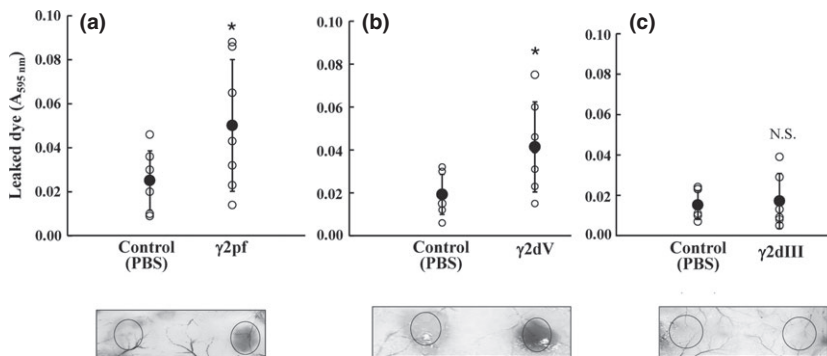 (a)
Leaked dye (A595 nm)
0.10
0.08
0.06
0.04
0.02
0.00
*
Control
(PBS)
γ2pf
(b)
0.10
0.08
0.06
0.04
0.02
0.00
*
Control
(PBS)
γ2dV
(c)
0.10
0.08
0.06
0.04
0.02
0.00
N.S.
Control
(PBS)
γ2dIII